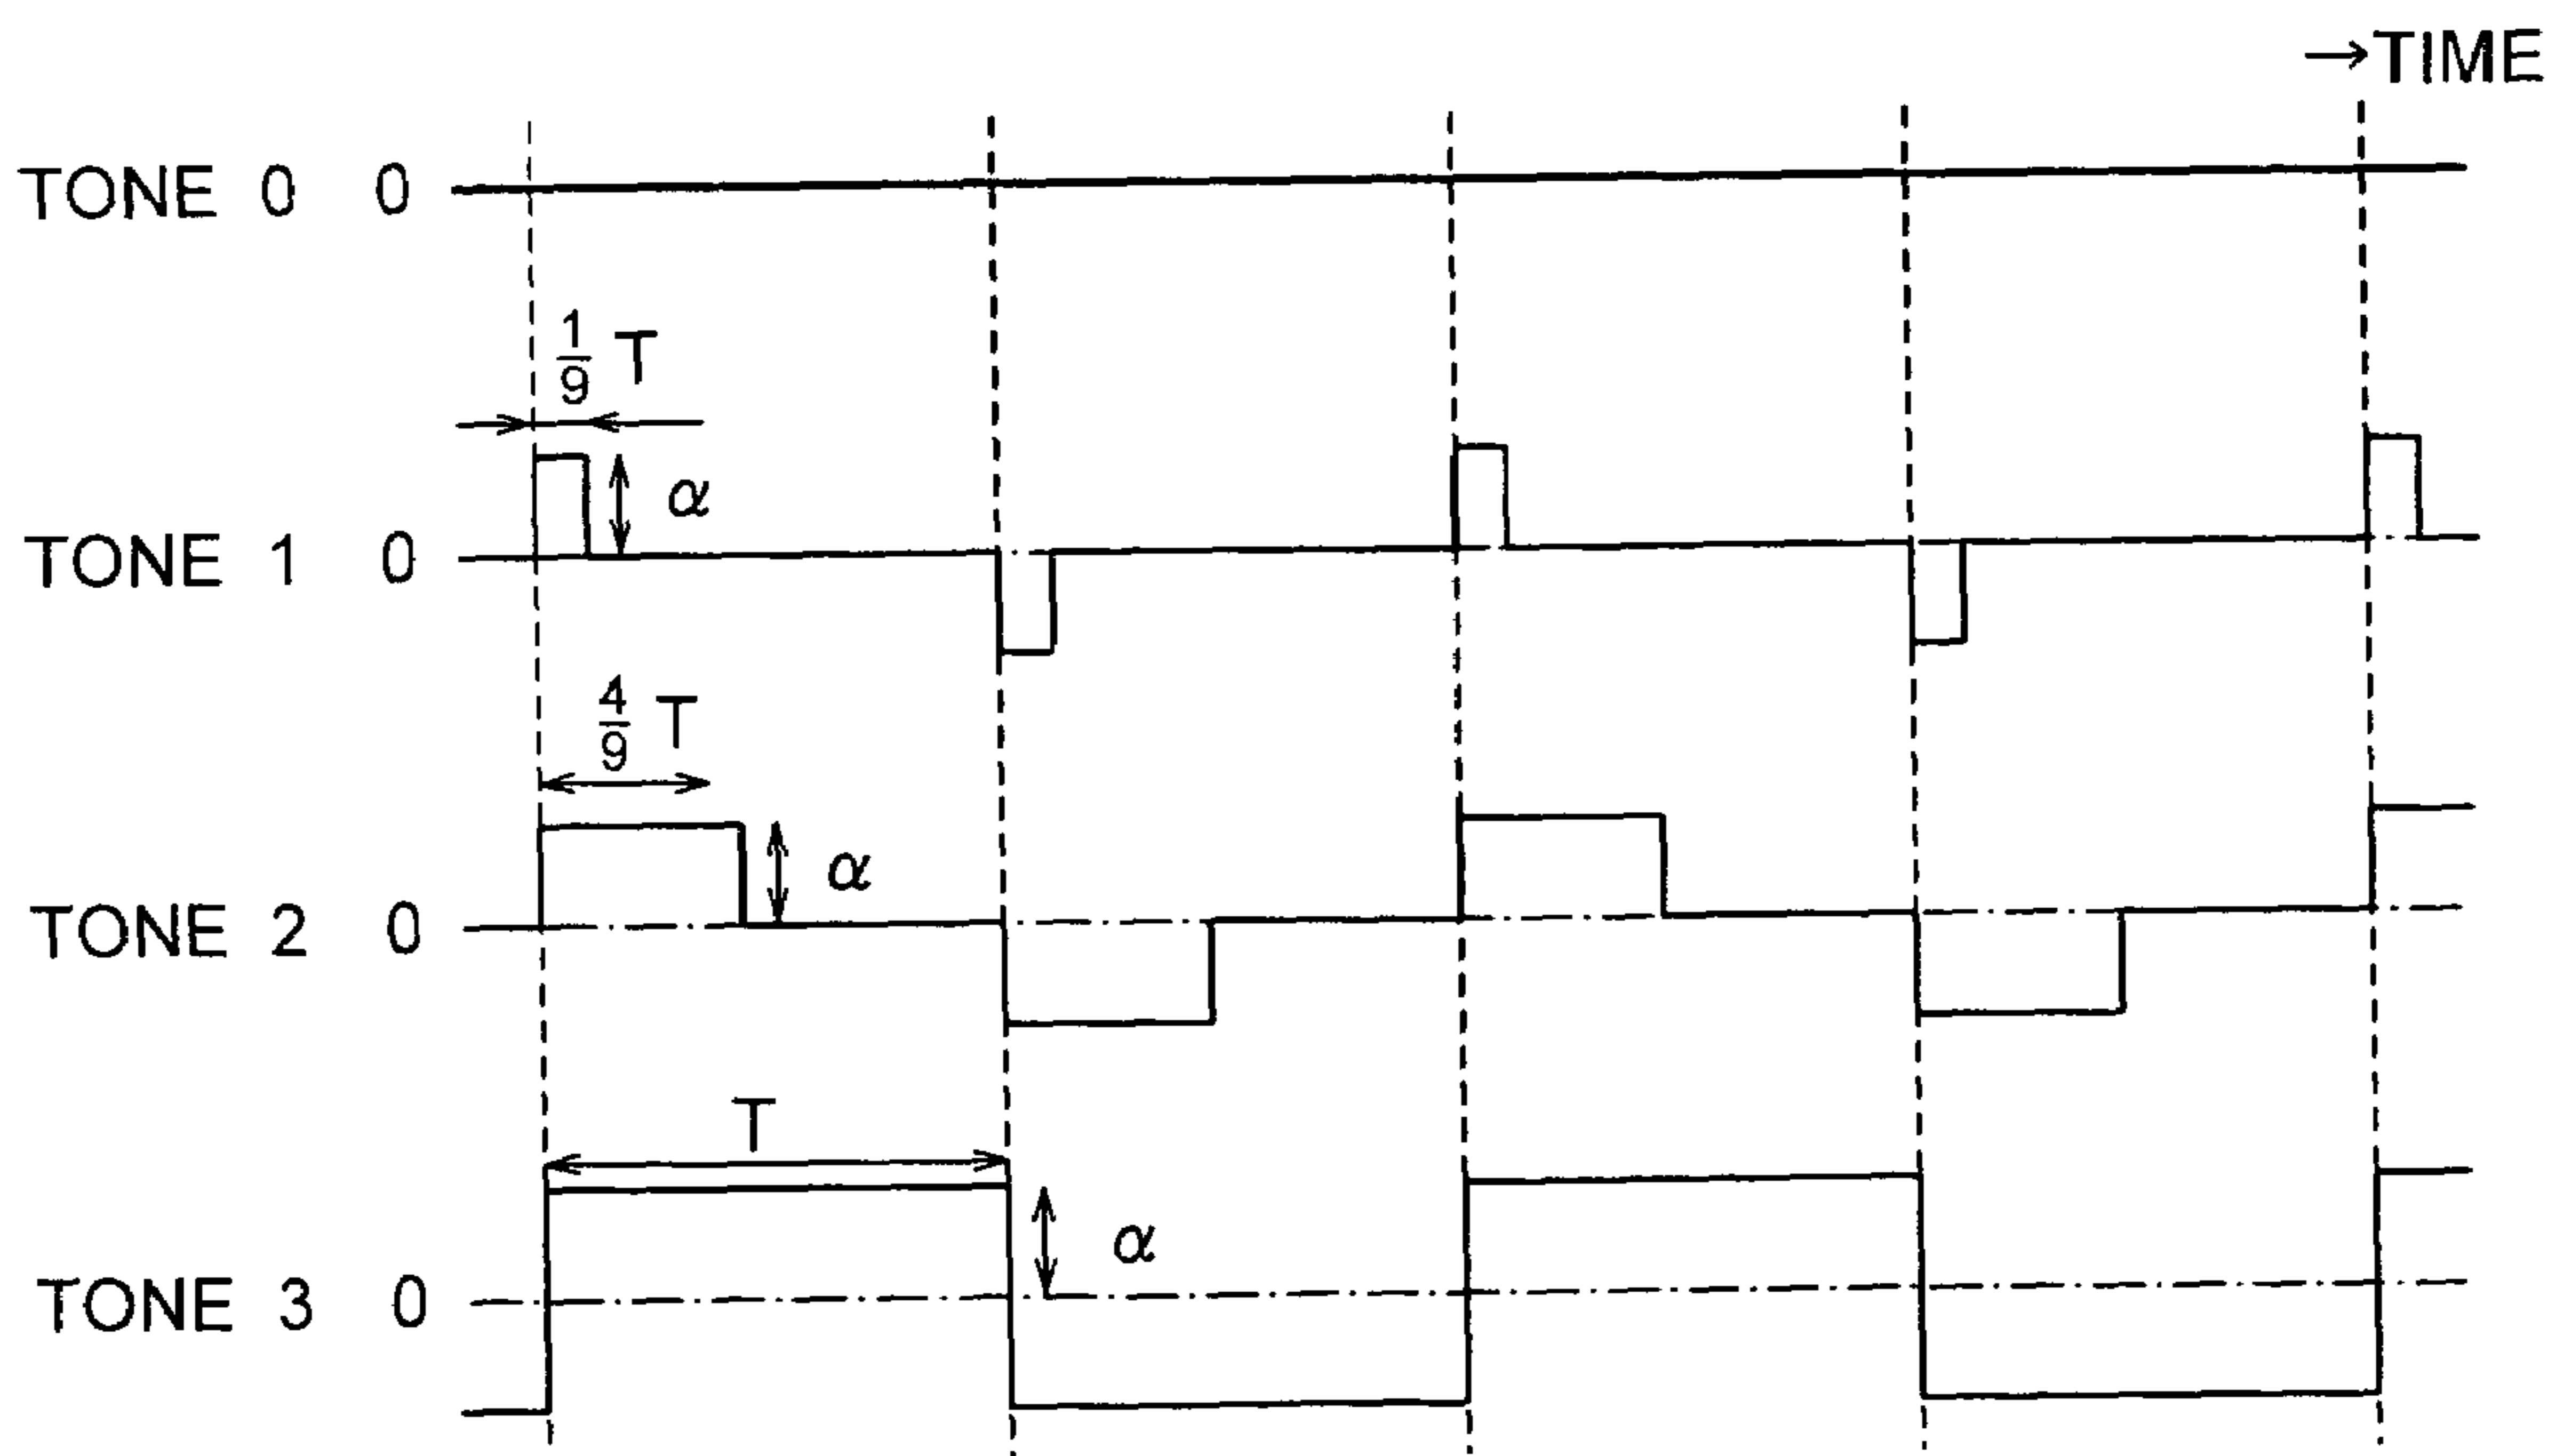 →TIME
TONE 0 0
1/9 T
α
TONE 1 0
4/9 T
α
TONE 2 0
T
α
TONE 3 0